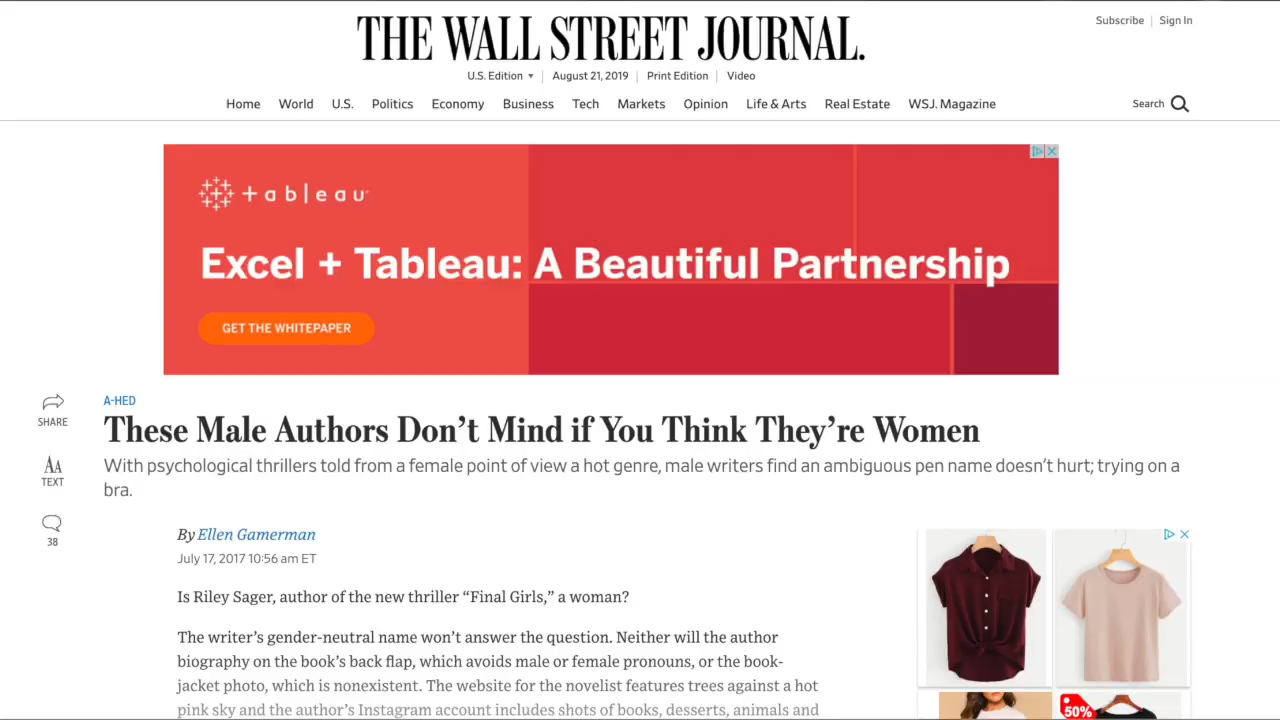 THE WALL STREET JOURNAL.
Subscribe | Sign In
U.S. Edition ▼ | August 21, 2019 | Print Edition | Video
Home World U.S. Politics Economy Business Tech Markets Opinion Life & Arts Real Estate WSJ. Magazine Search
+ableau
Excel + Tableau: A Beautiful Partnership
GET THE WHITEPAPER
SHARE
AA
TEXT
38
A-HED
These Male Authors Don’t Mind if You Think They’re Women
With psychological thrillers told from a female point of view a hot genre, male writers find an ambiguous pen name doesn’t hurt; trying on a
bra.
By Ellen Gamerman
July 17, 2017 10:56 am ET
Is Riley Sager, author of the new thriller “Final Girls,” a woman?
The writer’s gender-neutral name won’t answer the question. Neither will the author
biography on the book’s back flap, which avoids male or female pronouns, or the book-
jacket photo, which is nonexistent. The website for the novelist features trees against a hot
pink sky and the author’s Instagram account includes shots of books, desserts, animals and
50%